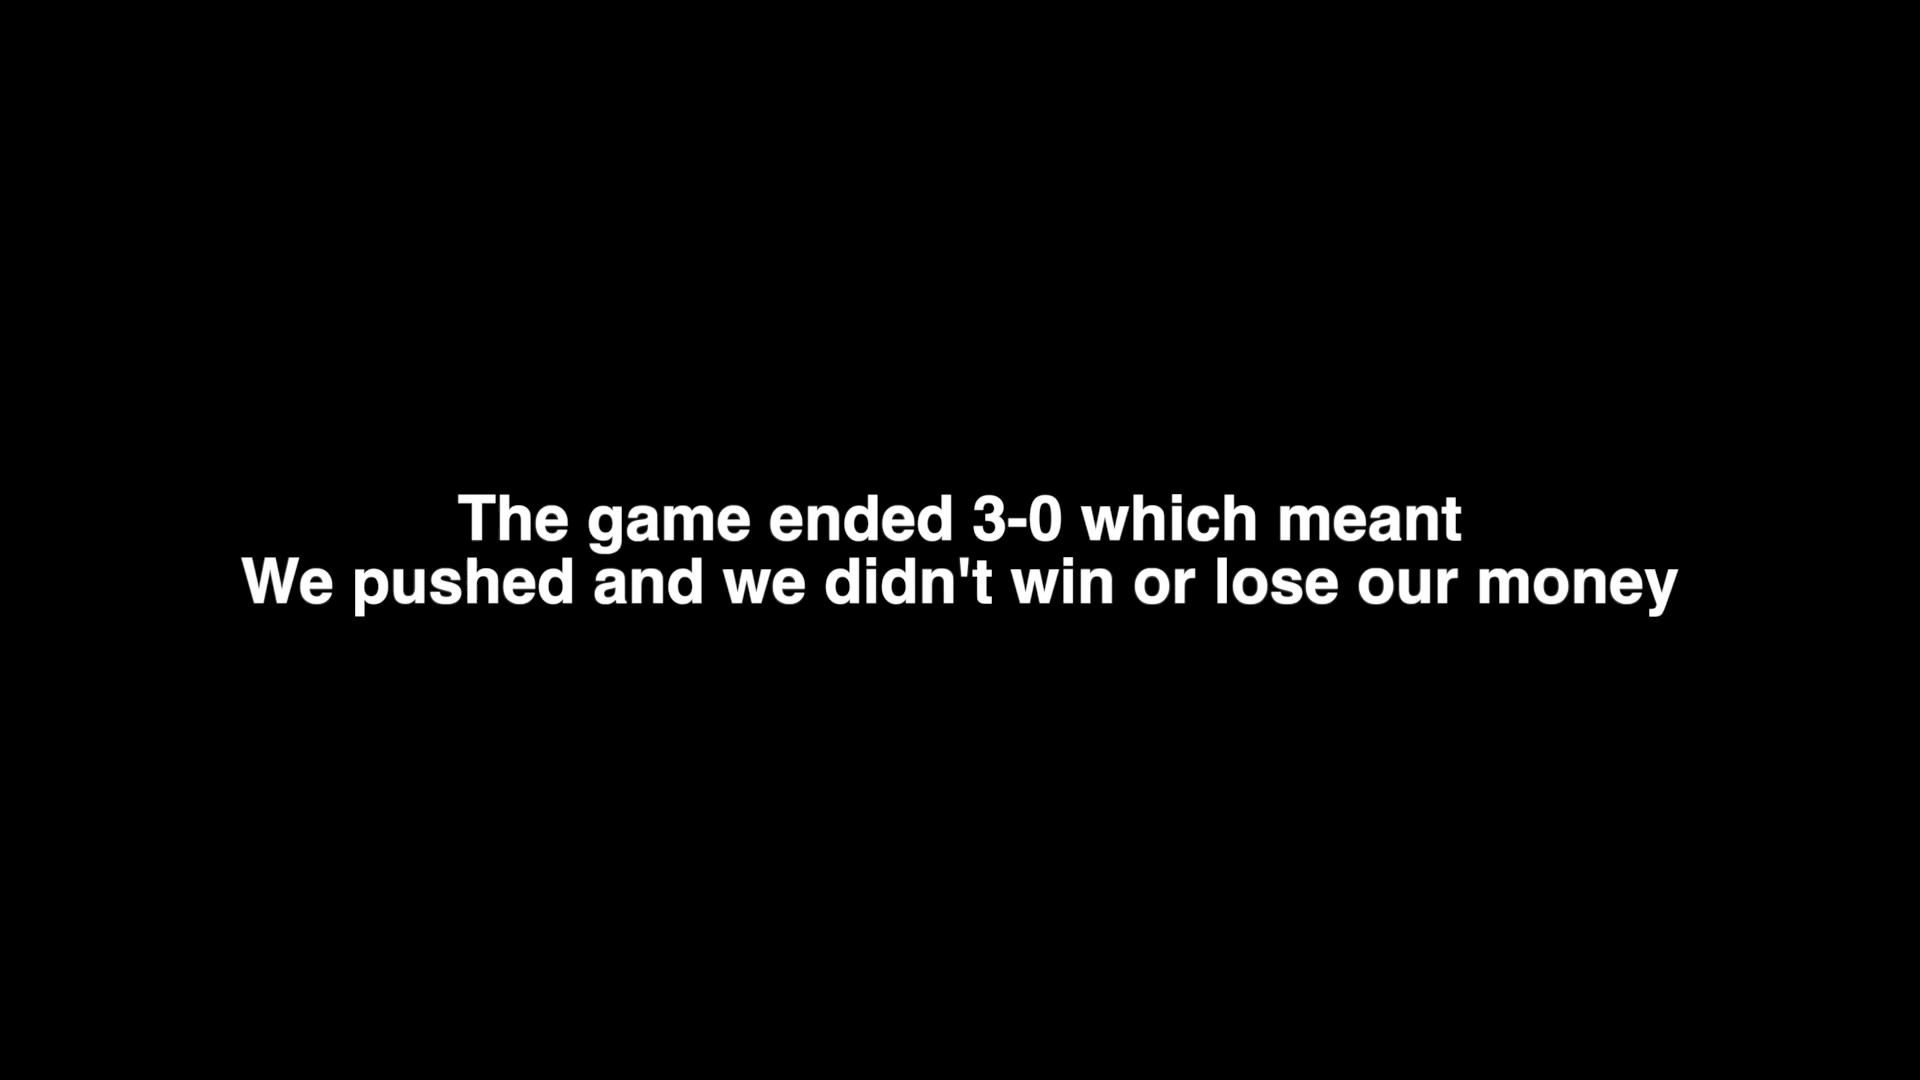 The game ended 3-0 which meant
We pushed and we didn't win or lose our money